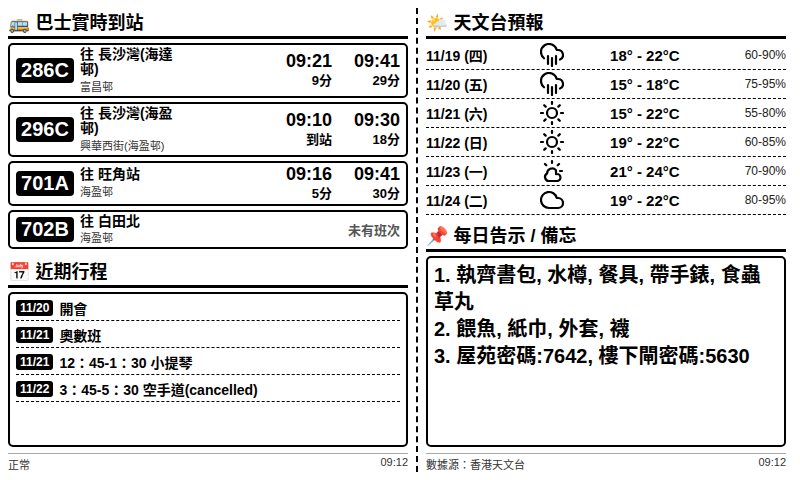 巴士實時到站
286C 往 長沙灣(海達邨) 09:21 09:41
富昌邨 9分 29分
296C 往 長沙灣(海盈邨) 09:10 09:30
興華西街(海盈邨) 到站 18分
701A 往 旺角站 09:16 09:41
海盈邨 5分 30分
702B 往 白田北 未有班次
海盈邨
近期行程
11/20 開會
11/21 奧數班
11/21 12：45-1：30 小提琴
11/22 3：45-5：30 空手道(cancelled)
正常 09:12
天文台預報
11/19 (四) 18° - 22°C 60-90%
11/20 (五) 15° - 18°C 75-95%
11/21 (六) 15° - 22°C 55-80%
11/22 (日) 19° - 22°C 60-85%
11/23 (一) 21° - 24°C 70-90%
11/24 (二) 19° - 22°C 80-95%
每日告示 / 備忘
1. 執齊書包, 水樽, 餐具, 帶手錶, 食蟲
草丸
2. 餵魚, 紙巾, 外套, 襪
3. 屋苑密碼:7642, 樓下閘密碼:5630
數據源：香港天文台 09:12